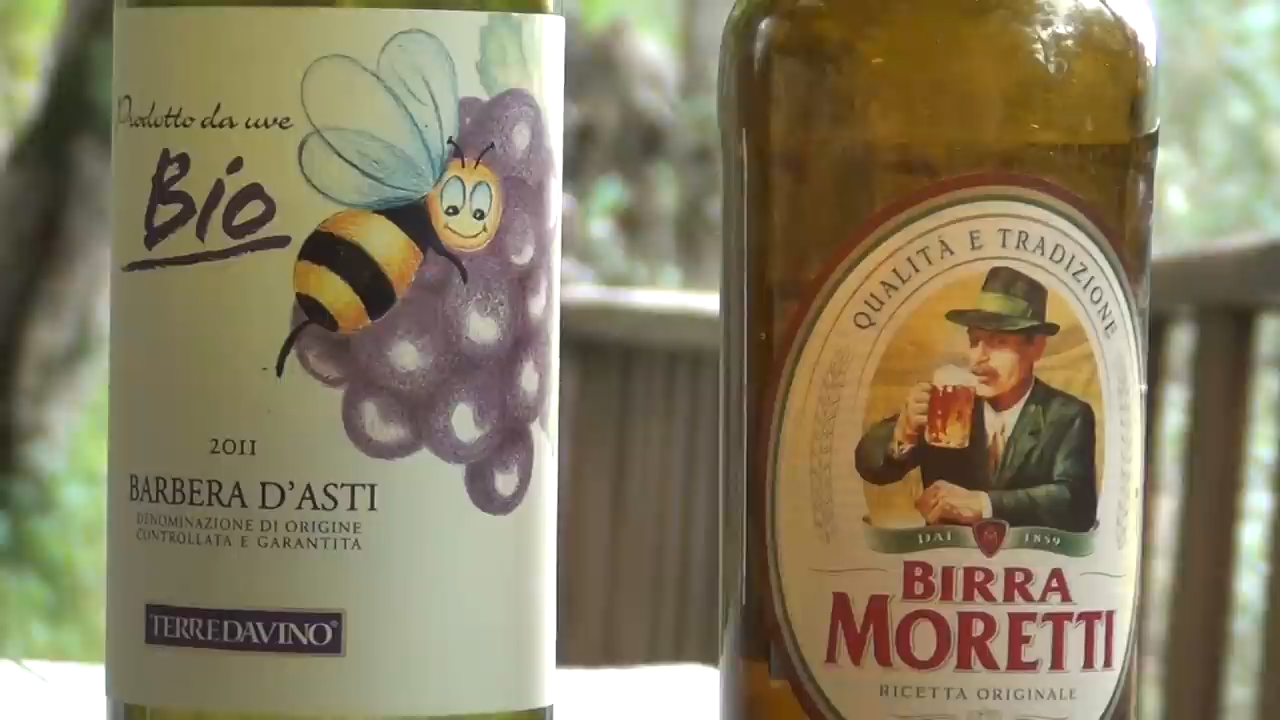 Prodotto da uve
Bio
2011
BARBERA D'ASTI
DENOMINAZIONE DI ORIGINE
CONTROLLATA E GARANTITA
TERREDAVINO®
QUALITÀ E TRADIZIONE
DAL M 1859
BIRRA
MORETTI
RICETTA ORIGINALE